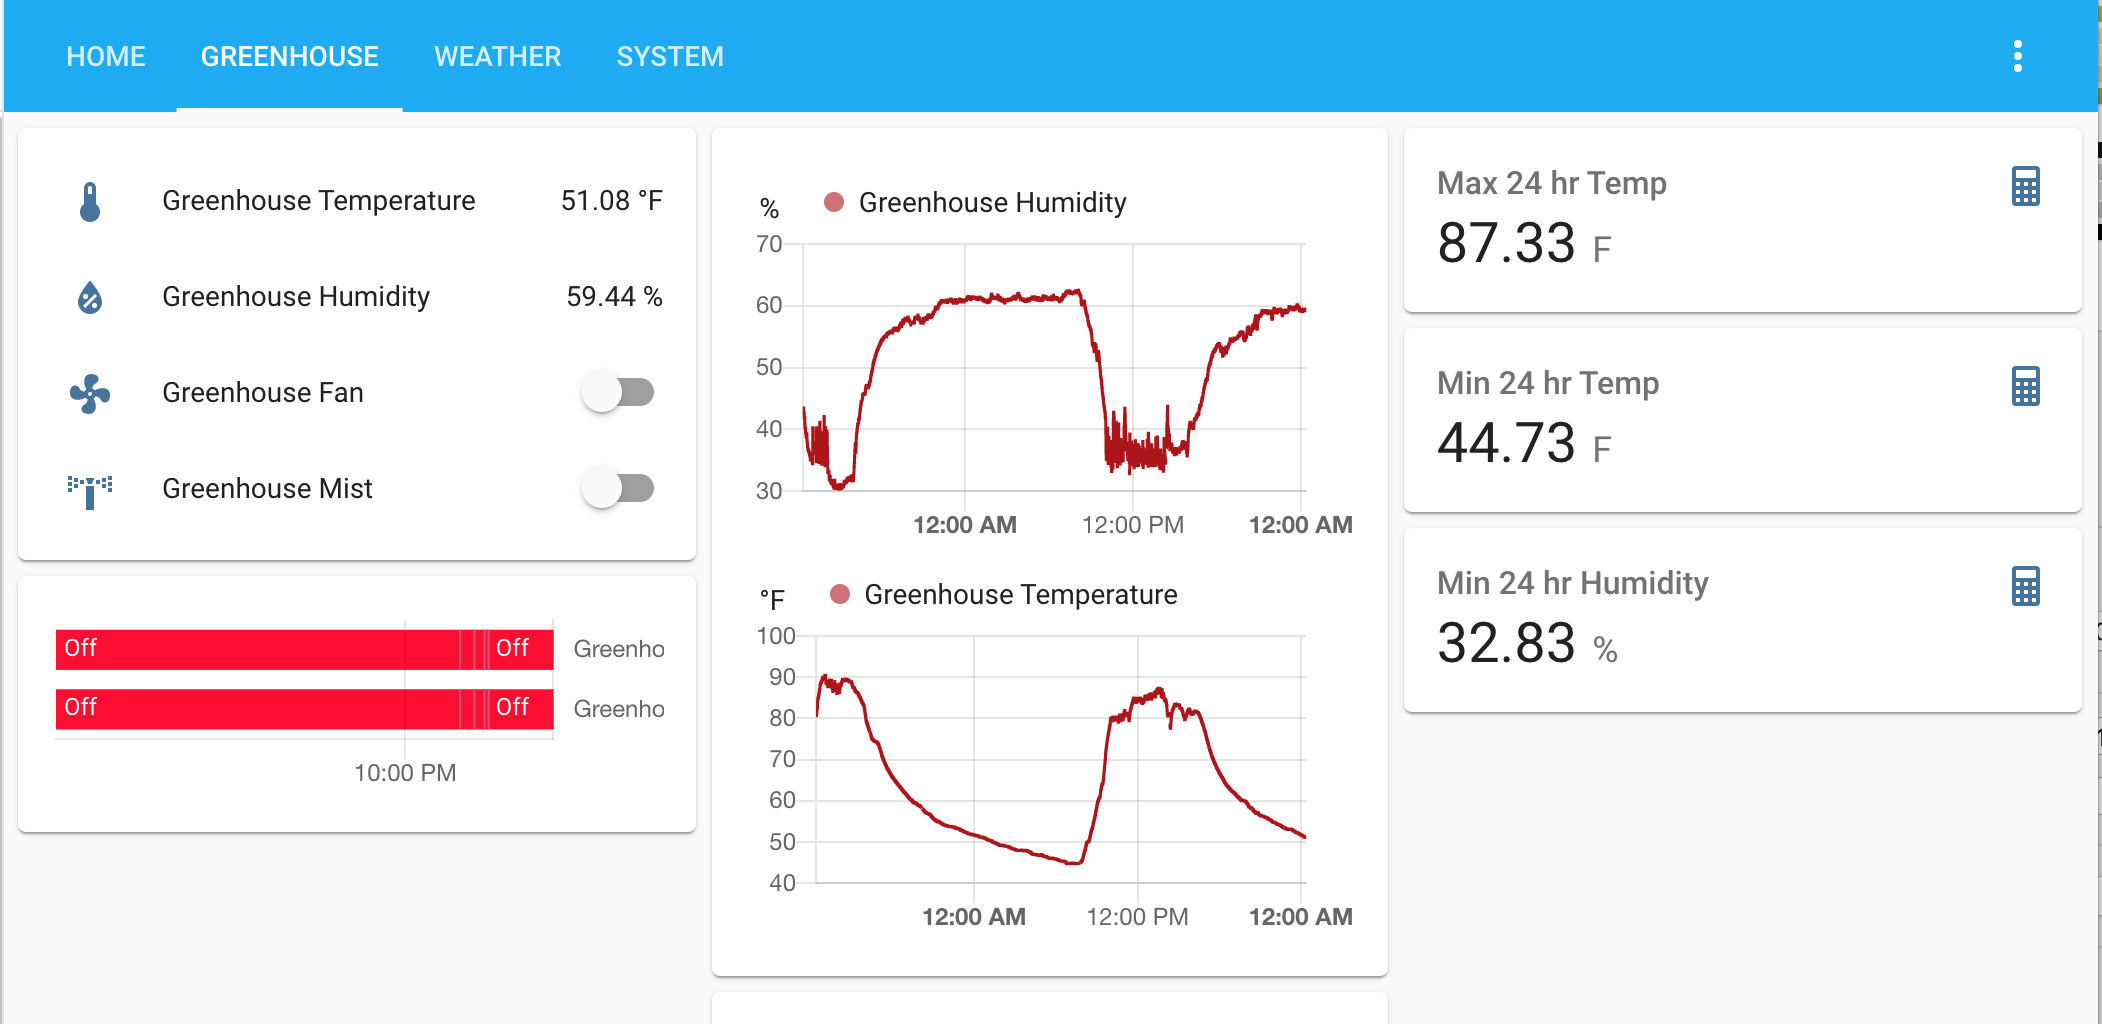 HOME GREENHOUSE WEATHER SYSTEM
Greenhouse Temperature 51.08 °F
Greenhouse Humidity 59.44 %
Greenhouse Fan
Greenhouse Mist
Off Off Greenho
Off Off Greenho
10:00 PM
% Greenhouse Humidity
70
60
50
40
30
12:00 AM 12:00 PM 12:00 AM
°F Greenhouse Temperature
100
90
80
70
60
50
40
12:00 AM 12:00 PM 12:00 AM
Max 24 hr Temp
87.33 F
Min 24 hr Temp
44.73 F
Min 24 hr Humidity
32.83 %